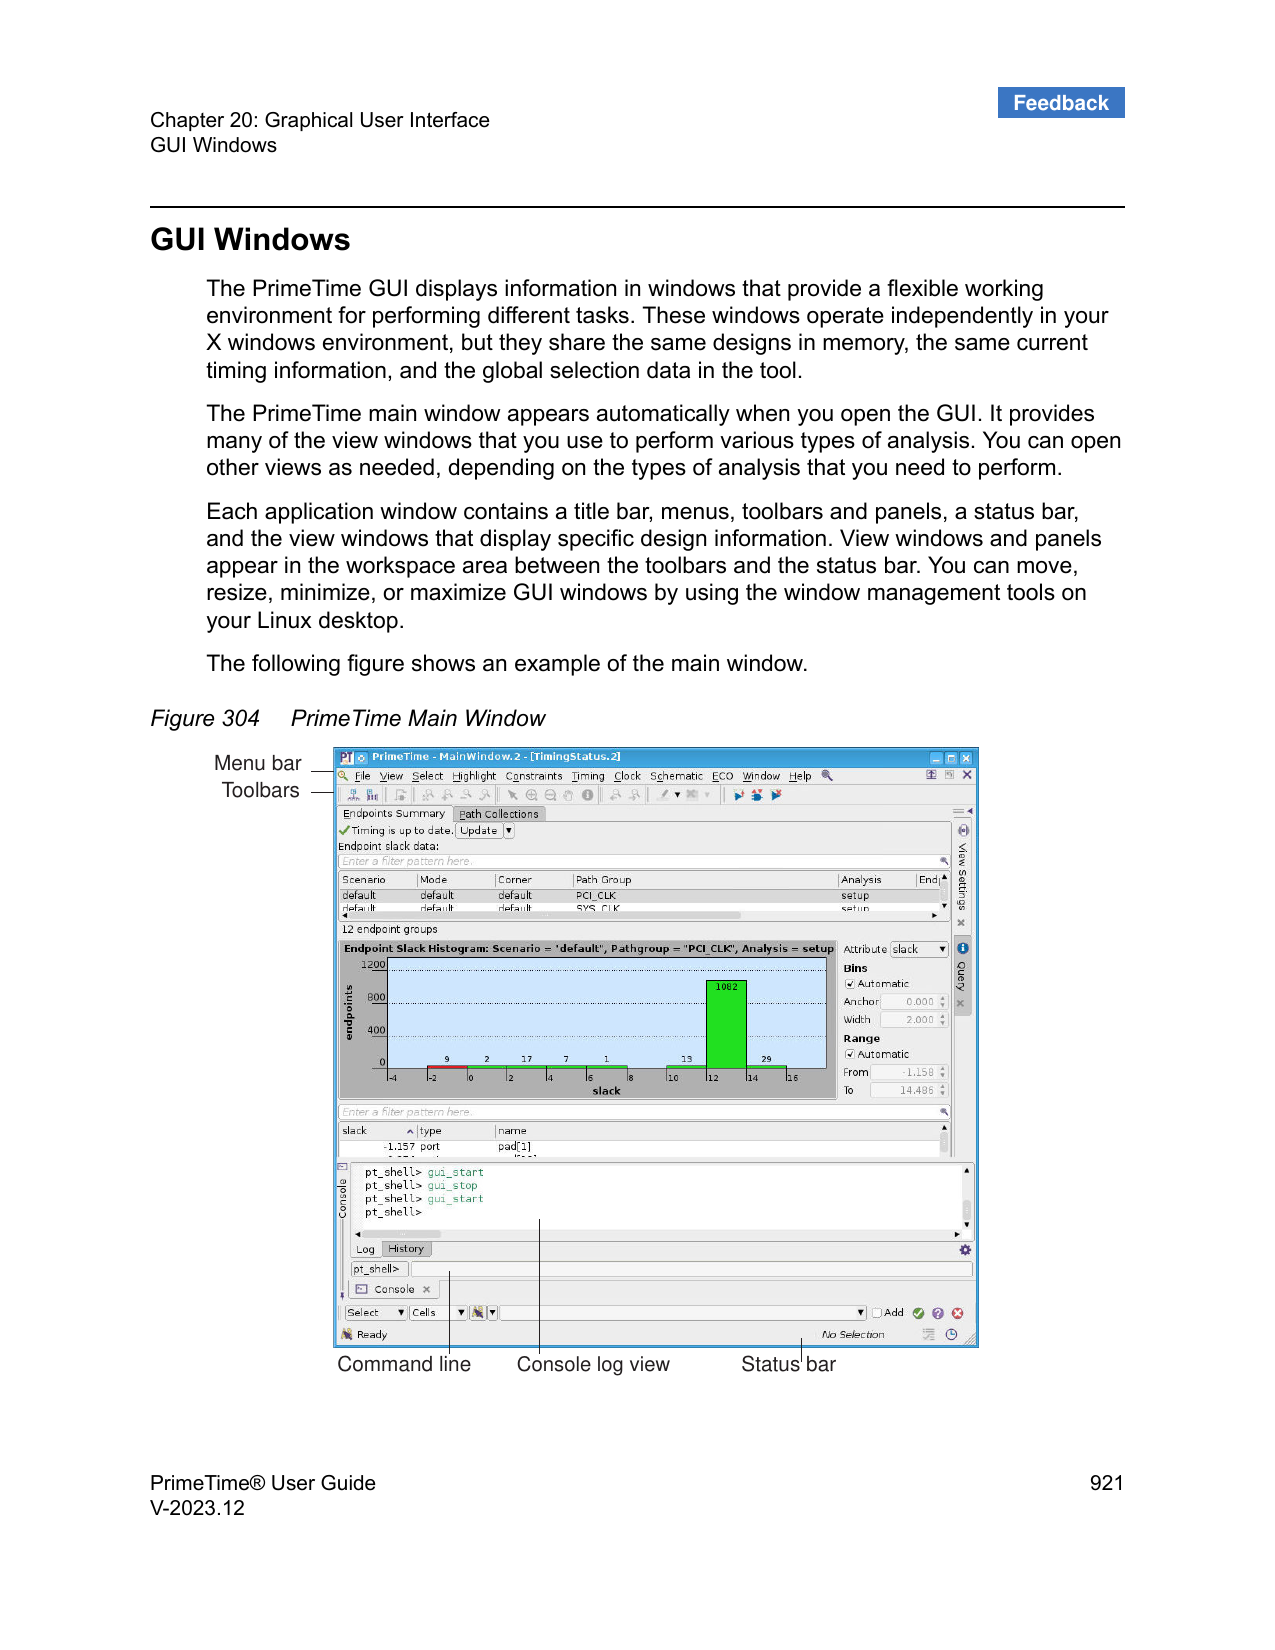 Feedback
Chapter 20: Graphical User Interface
GUI Windows
GUI Windows
The PrimeTime GUI displays information in windows that provide a flexible working
environment for performing different tasks. These windows operate independently in your
X windows environment, but they share the same designs in memory, the same current
timing information, and the global selection data in the tool.
The PrimeTime main window appears automatically when you open the GUI. It provides
many of the view windows that you use to perform various types of analysis. You can open
other views as needed, depending on the types of analysis that you need to perform.
Each application window contains a title bar, menus, toolbars and panels, a status bar,
and the view windows that display specific design information. View windows and panels
appear in the workspace area between the toolbars and the status bar. You can move,
resize, minimize, or maximize GUI windows by using the window management tools on
your Linux desktop.
The following figure shows an example of the main window.
Figure 304 PrimeTime Main Window
Menu bar
Toolbars
PT PrimeTime - MainWindow.2 - [TimingStatus.2]
File View Select Highlight Constraints Timing Clock Schematic ECO Window Help
Endpoints Summary Path Collections
Timing is up to date. Update
Endpoint slack data:
Enter a filter pattern here.
Scenario Mode Corner Path Group Analysis End
default default default PCI_CLK setup
default default default SYS_CLK setup
12 endpoint groups
Endpoint Slack Histogram: Scenario = "default", Pathgroup = "PCI_CLK", Analysis = setup
endpoints
1200
800
400
0
9 2 17 7 1 13 1082 29
-4 -2 0 2 4 6 8 10 12 14 16
slack
Attribute slack
Bins
Automatic
Anchor 0.000
Width 2.000
Range
Automatic
From -1.158
To 14.486
View Settings
Query
Enter a filter pattern here.
slack type name
-1.157 port pad[1]
Console
pt_shell> gui_start
pt_shell> gui_stop
pt_shell> gui_start
pt_shell>
Log History
pt_shell>
Console
Select Cells Add
Ready No Selection
Command line Console log view Status bar
PrimeTime® User Guide 921
V-2023.12